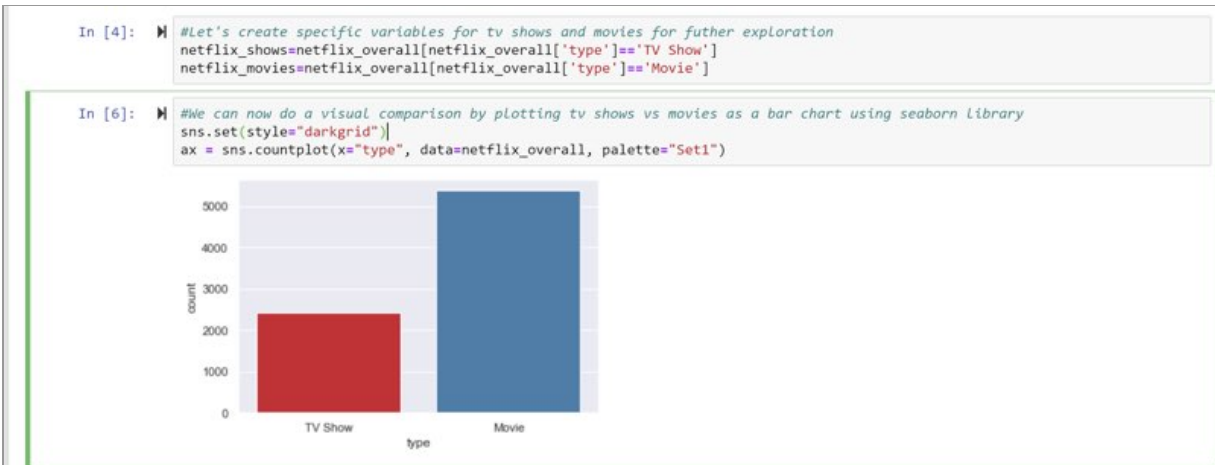 In [4]:
#Let's create specific variables for tv shows and movies for futher exploration
netflix_shows=netflix_overall[netflix_overall['type']=='TV Show']
netflix_movies=netflix_overall[netflix_overall['type']=='Movie']
In [6]:
#We can now do a visual comparison by plotting tv shows vs movies as a bar chart using seaborn library
sns.set(style="darkgrid")
ax = sns.countplot(x="type", data=netflix_overall, palette="Set1")
5000
4000
3000
2000
1000
0
count
TV Show Movie
type